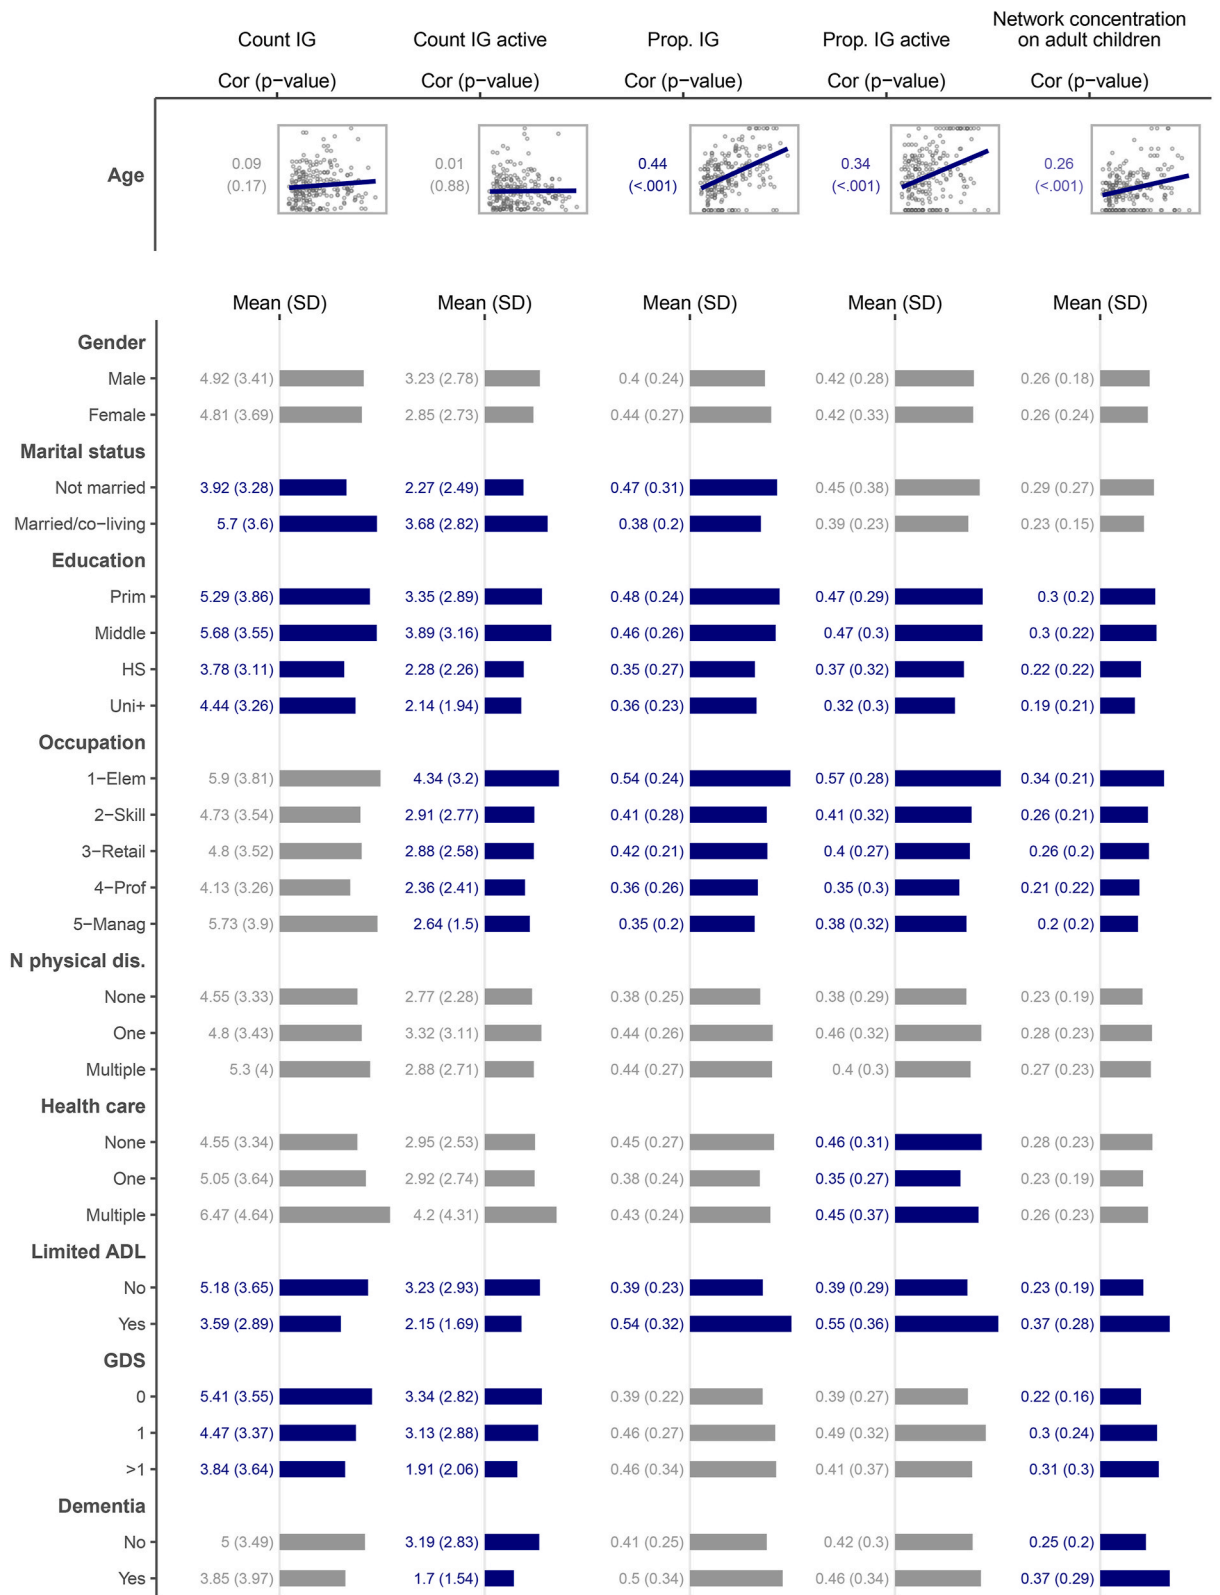 Network concentration
Count IG Count IG active Prop. IG Prop. IG active on adult children
Cor (p−value) Cor (p−value) Cor (p−value) Cor (p−value) Cor (p−value)
0.09 0.01 0.44 0.34 0.26
Age
(0.17) (0.88) (<.001) (<.001) (<.001)
Mean (SD) Mean (SD) Mean (SD) Mean (SD) Mean (SD)
Gender
Male 4.92 (3.41) 3.23 (2.78) 0.4 (0.24) 0.42 (0.28) 0.26 (0.18)
Female 4.81 (3.69) 2.85 (2.73) 0.44 (0.27) 0.42 (0.33) 0.26 (0.24)
Marital status
Not married 3.92 (3.28) 2.27 (2.49) 0.47 (0.31) 0.45 (0.38) 0.29 (0.27)
Married/co−living 5.7 (3.6) 3.68 (2.82) 0.38 (0.2) 0.39 (0.23) 0.23 (0.15)
Education
Prim 5.29 (3.86) 3.35 (2.89) 0.48 (0.24) 0.47 (0.29) 0.3 (0.2)
Middle 5.68 (3.55) 3.89 (3.16) 0.46 (0.26) 0.47 (0.3) 0.3 (0.22)
HS 3.78 (3.11) 2.28 (2.26) 0.35 (0.27) 0.37 (0.32) 0.22 (0.22)
Uni+ 4.44 (3.26) 2.14 (1.94) 0.36 (0.23) 0.32 (0.3) 0.19 (0.21)
Occupation
1−Elem 5.9 (3.81) 4.34 (3.2) 0.54 (0.24) 0.57 (0.28) 0.34 (0.21)
2−Skill 4.73 (3.54) 2.91 (2.77) 0.41 (0.28) 0.41 (0.32) 0.26 (0.21)
3−Retail 4.8 (3.52) 2.88 (2.58) 0.42 (0.21) 0.4 (0.27) 0.26 (0.2)
4−Prof 4.13 (3.26) 2.36 (2.41) 0.36 (0.26) 0.35 (0.3) 0.21 (0.22)
5−Manag 5.73 (3.9) 2.64 (1.5) 0.35 (0.2) 0.38 (0.32) 0.2 (0.2)
N physical dis.
None 4.55 (3.33) 2.77 (2.28) 0.38 (0.25) 0.38 (0.29) 0.23 (0.19)
One 4.8 (3.43) 3.32 (3.11) 0.44 (0.26) 0.46 (0.32) 0.28 (0.23)
Multiple 5.3 (4) 2.88 (2.71) 0.44 (0.27) 0.4 (0.3) 0.27 (0.23)
Health care
None 4.55 (3.34) 2.95 (2.53) 0.45 (0.27) 0.46 (0.31) 0.28 (0.23)
One 5.05 (3.64) 2.92 (2.74) 0.38 (0.24) 0.35 (0.27) 0.23 (0.19)
Multiple 6.47 (4.64) 4.2 (4.31) 0.43 (0.24) 0.45 (0.37) 0.26 (0.23)
Limited ADL
No 5.18 (3.65) 3.23 (2.93) 0.39 (0.23) 0.39 (0.29) 0.23 (0.19)
Yes 3.59 (2.89) 2.15 (1.69) 0.54 (0.32) 0.55 (0.36) 0.37 (0.28)
GDS
0 5.41 (3.55) 3.34 (2.82) 0.39 (0.22) 0.39 (0.27) 0.22 (0.16)
1 4.47 (3.37) 3.13 (2.88) 0.46 (0.27) 0.49 (0.32) 0.3 (0.24)
>1 3.84 (3.64) 1.91 (2.06) 0.46 (0.34) 0.41 (0.37) 0.31 (0.3)
Dementia
No 5 (3.49) 3.19 (2.83) 0.41 (0.25) 0.42 (0.3) 0.25 (0.2)
Yes 3.85 (3.97) 1.7 (1.54) 0.5 (0.34) 0.46 (0.34) 0.37 (0.29)